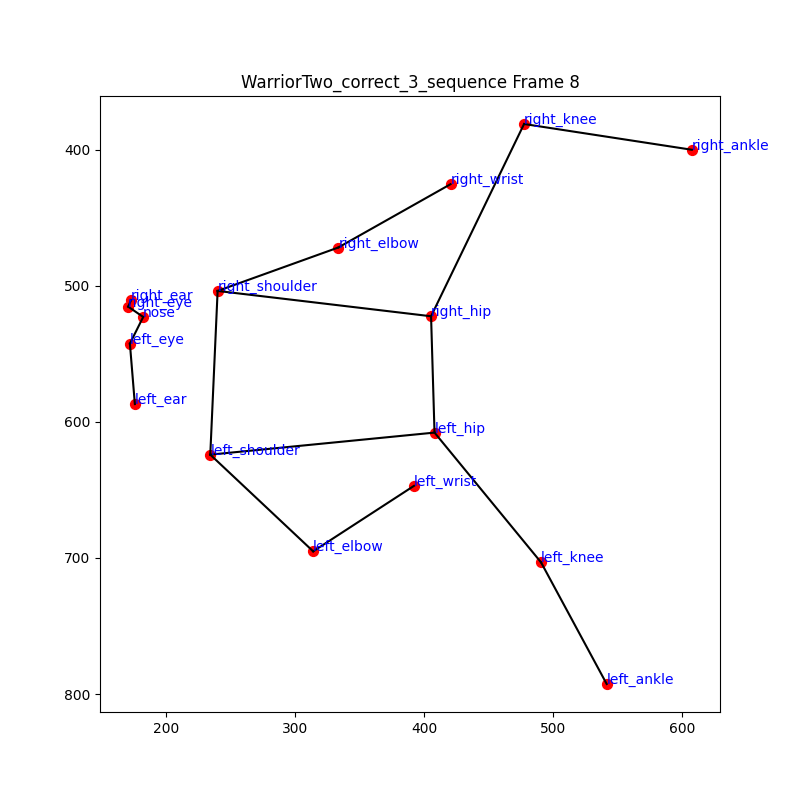 WarriorTwo_correct_3_sequence Frame 8
right_knee
right_ankle
400
right_wrist
right_elbow
500
right_shoulder
right_ear
right_eye
nose
right_hip
left_eye
left_ear
600
left_hip
left_shoulder
left_wrist
700
left_elbow
left_knee
left_ankle
800
200 300 400 500 600